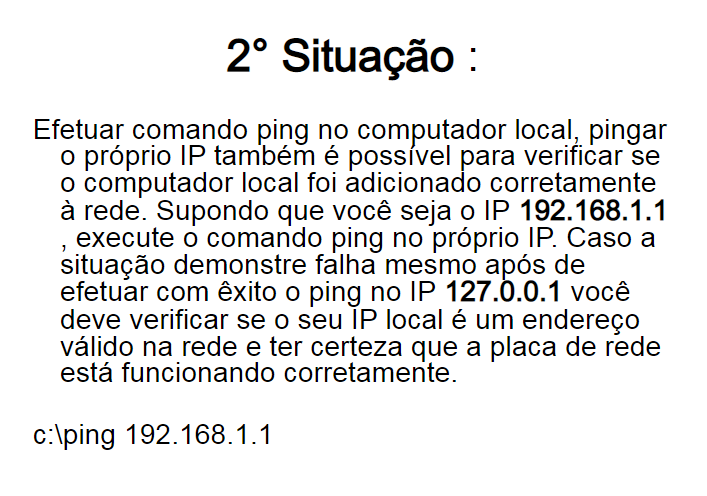 2° Situação :
Efetuar comando ping no computador local, pingar
o próprio IP também é possível para verificar se
o computador local foi adicionado corretamente
à rede. Supondo que você seja o IP 192.168.1.1
, execute o comando ping no próprio IP. Caso a
situação demonstre falha mesmo após de
efetuar com êxito o ping no IP 127.0.0.1 você
deve verificar se o seu IP local é um endereço
válido na rede e ter certeza que a placa de rede
está funcionando corretamente.
c:\ping 192.168.1.1